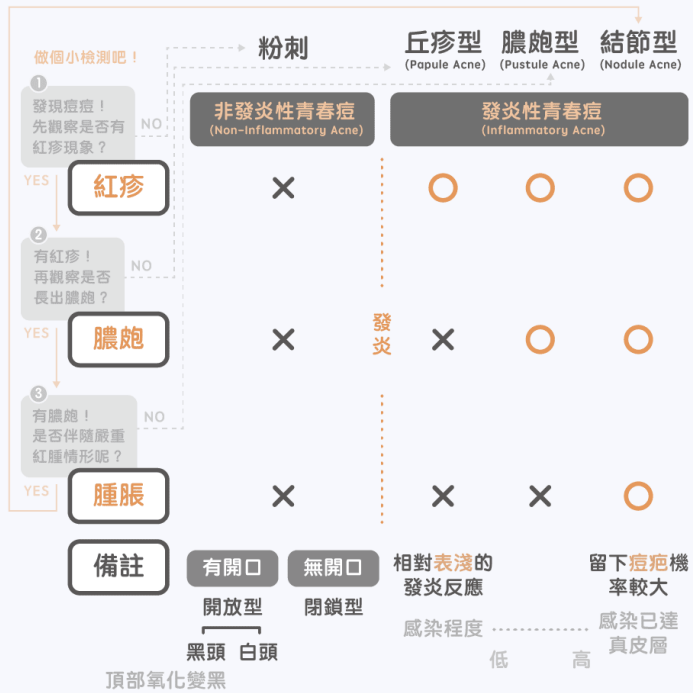 做個小檢測吧！
粉刺
丘疹型
(Papule Acne)
膿皰型
(Pustule Acne)
結節型
(Nodule Acne)
非發炎性青春痘
(Non-Inflammatory Acne)
發炎性青春痘
(Inflammatory Acne)
1
發現痘痘！
先觀察是否有
紅疹現象？
NO
YES
紅疹
2
有紅疹！
再觀察是否
長出膿皰？
NO
YES
膿皰
發炎
3
有膿皰！
是否伴隨嚴重
紅腫情形呢？
NO
YES
腫脹
備註
有開口
無開口
開放型
閉鎖型
黑頭 白頭
頂部氧化變黑
相對表淺的
發炎反應
留下痘疤機
率較大
感染程度
低
高
感染已達
真皮層